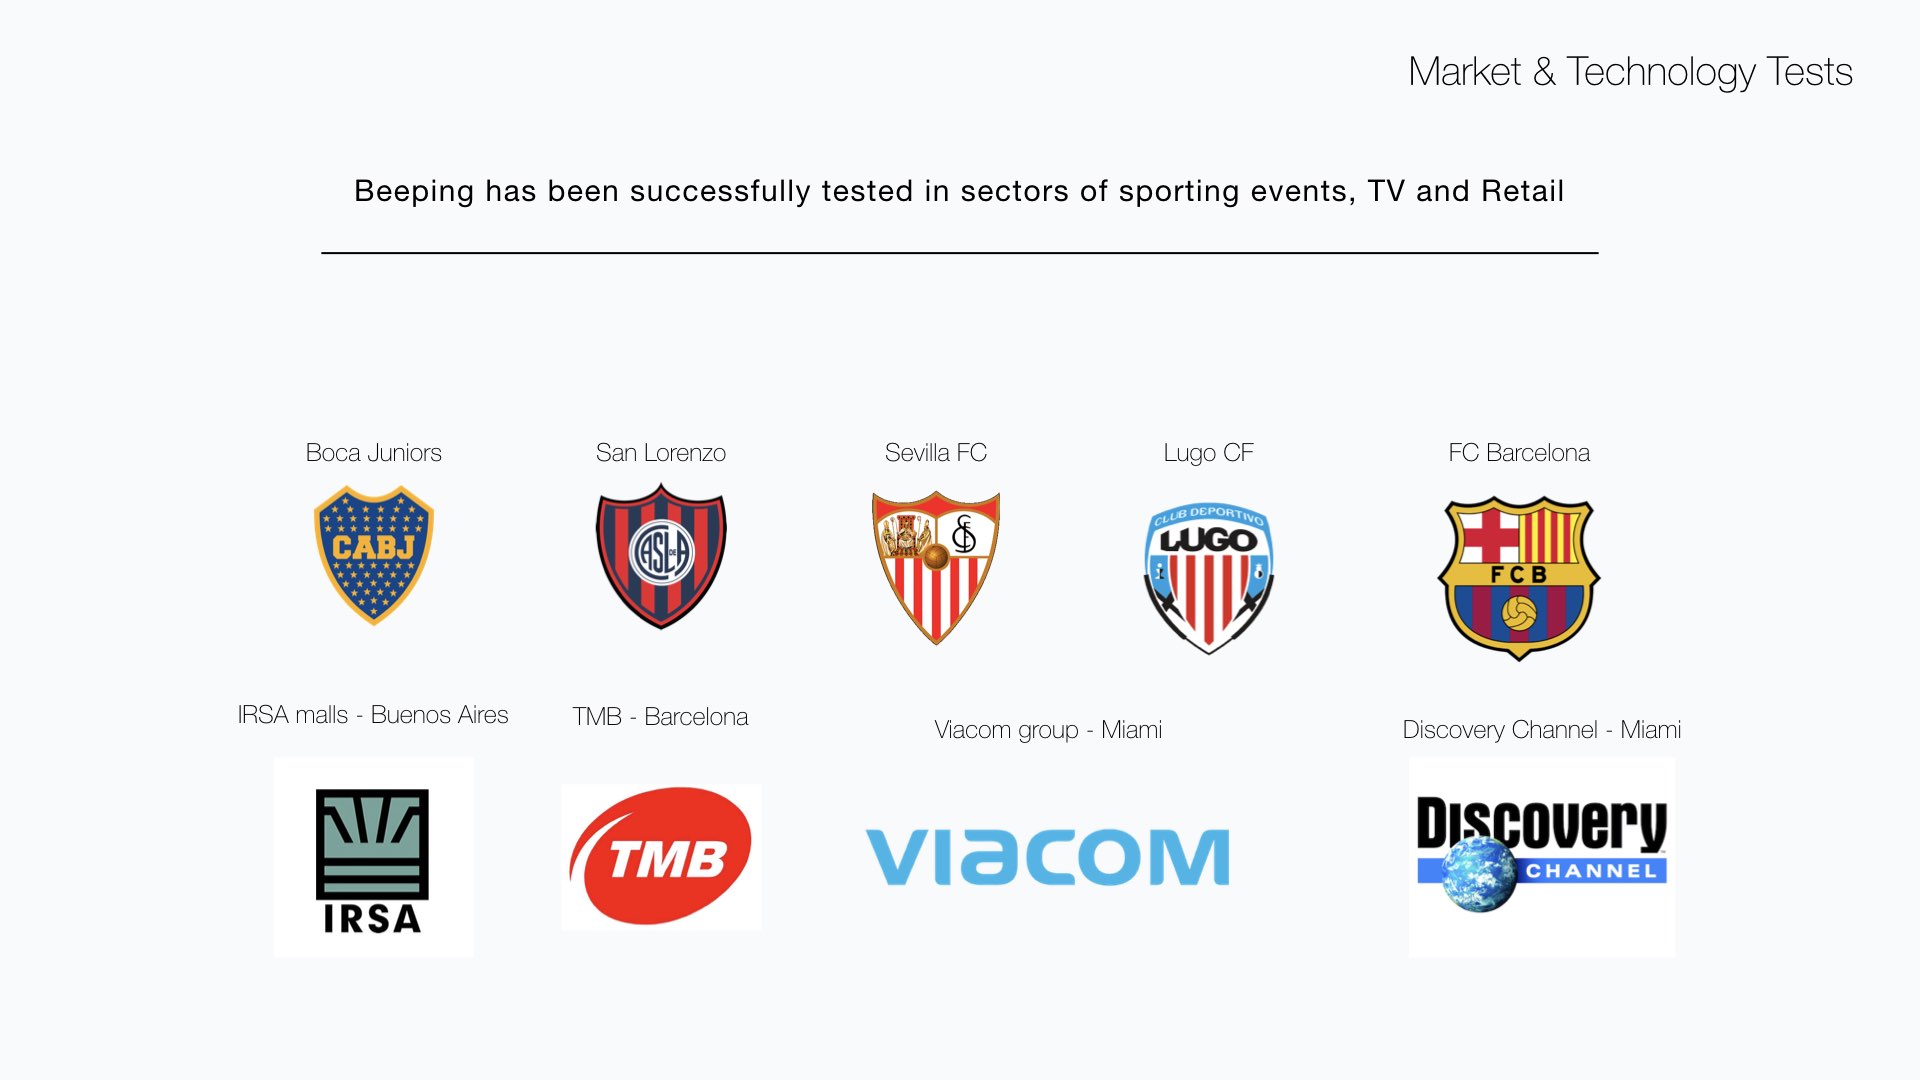 Market & Technology Tests
Beeping has been successfully tested in sectors of sporting events, TV and Retail
Boca Juniors
San Lorenzo
Sevilla FC
Lugo CF
FC Barcelona
CABJ
CASLA
DE
SFC
CLUB DEPORTIVO
LUGO
FCB
IRSA malls - Buenos Aires
TMB - Barcelona
Viacom group - Miami
Discovery Channel - Miami
IRSA
TMB
VIACOM
DISCOVERY
CHANNEL